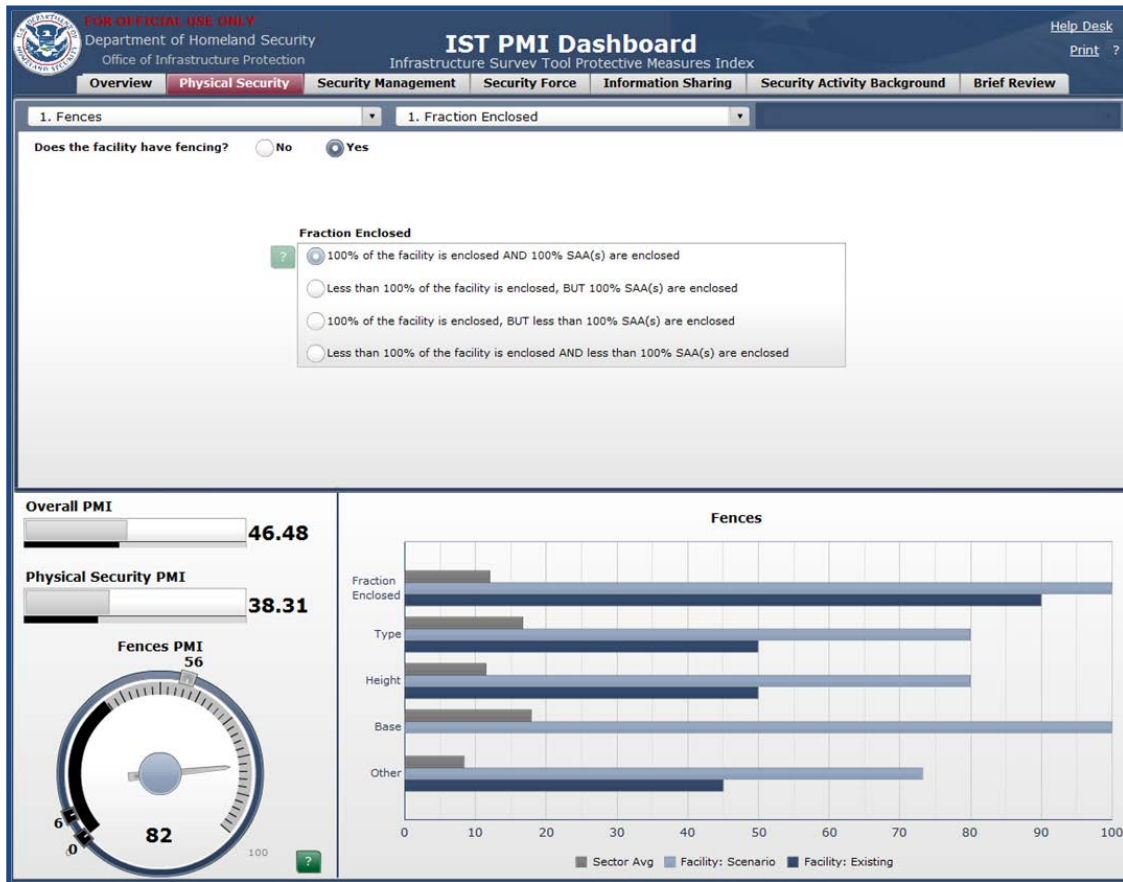 FOR OFFICIAL USE ONLY
Department of Homeland Security
Office of Infrastructure Protection
IST PMI Dashboard
Infrastructure Survey Tool Protective Measures Index
Help Desk
Print ?
Overview Physical Security Security Management Security Force Information Sharing Security Activity Background Brief Review
1. Fences 1. Fraction Enclosed
Does the facility have fencing? No Yes
Fraction Enclosed
?
100% of the facility is enclosed AND 100% SAA(s) are enclosed
Less than 100% of the facility is enclosed, BUT 100% SAA(s) are enclosed
100% of the facility is enclosed, BUT less than 100% SAA(s) are enclosed
Less than 100% of the facility is enclosed AND less than 100% SAA(s) are enclosed
Overall PMI
46.48
Physical Security PMI
38.31
Fences PMI
56
6
0
82
100
?
Fences
Fraction
Enclosed
Type
Height
Base
Other
0 10 20 30 40 50 60 70 80 90 100
Sector Avg Facility: Scenario Facility: Existing